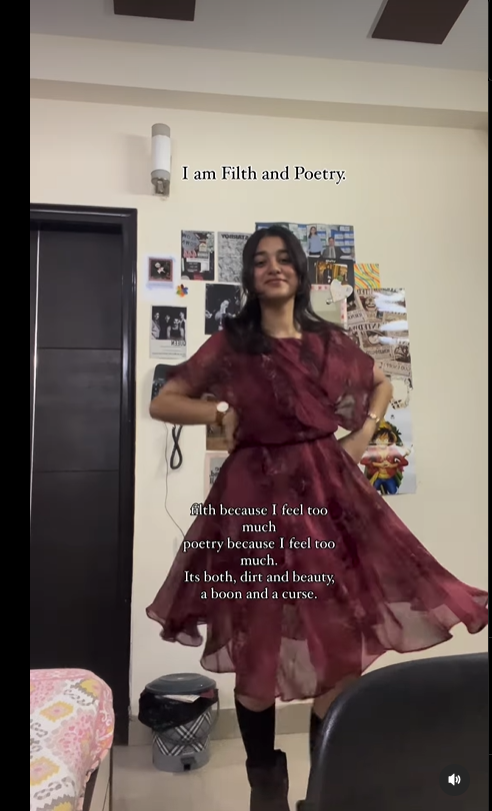 I am Filth and Poetry.
filth because I feel too
much
poetry because I feel too
much.
Its both, dirt and beauty,
a boon and a curse.